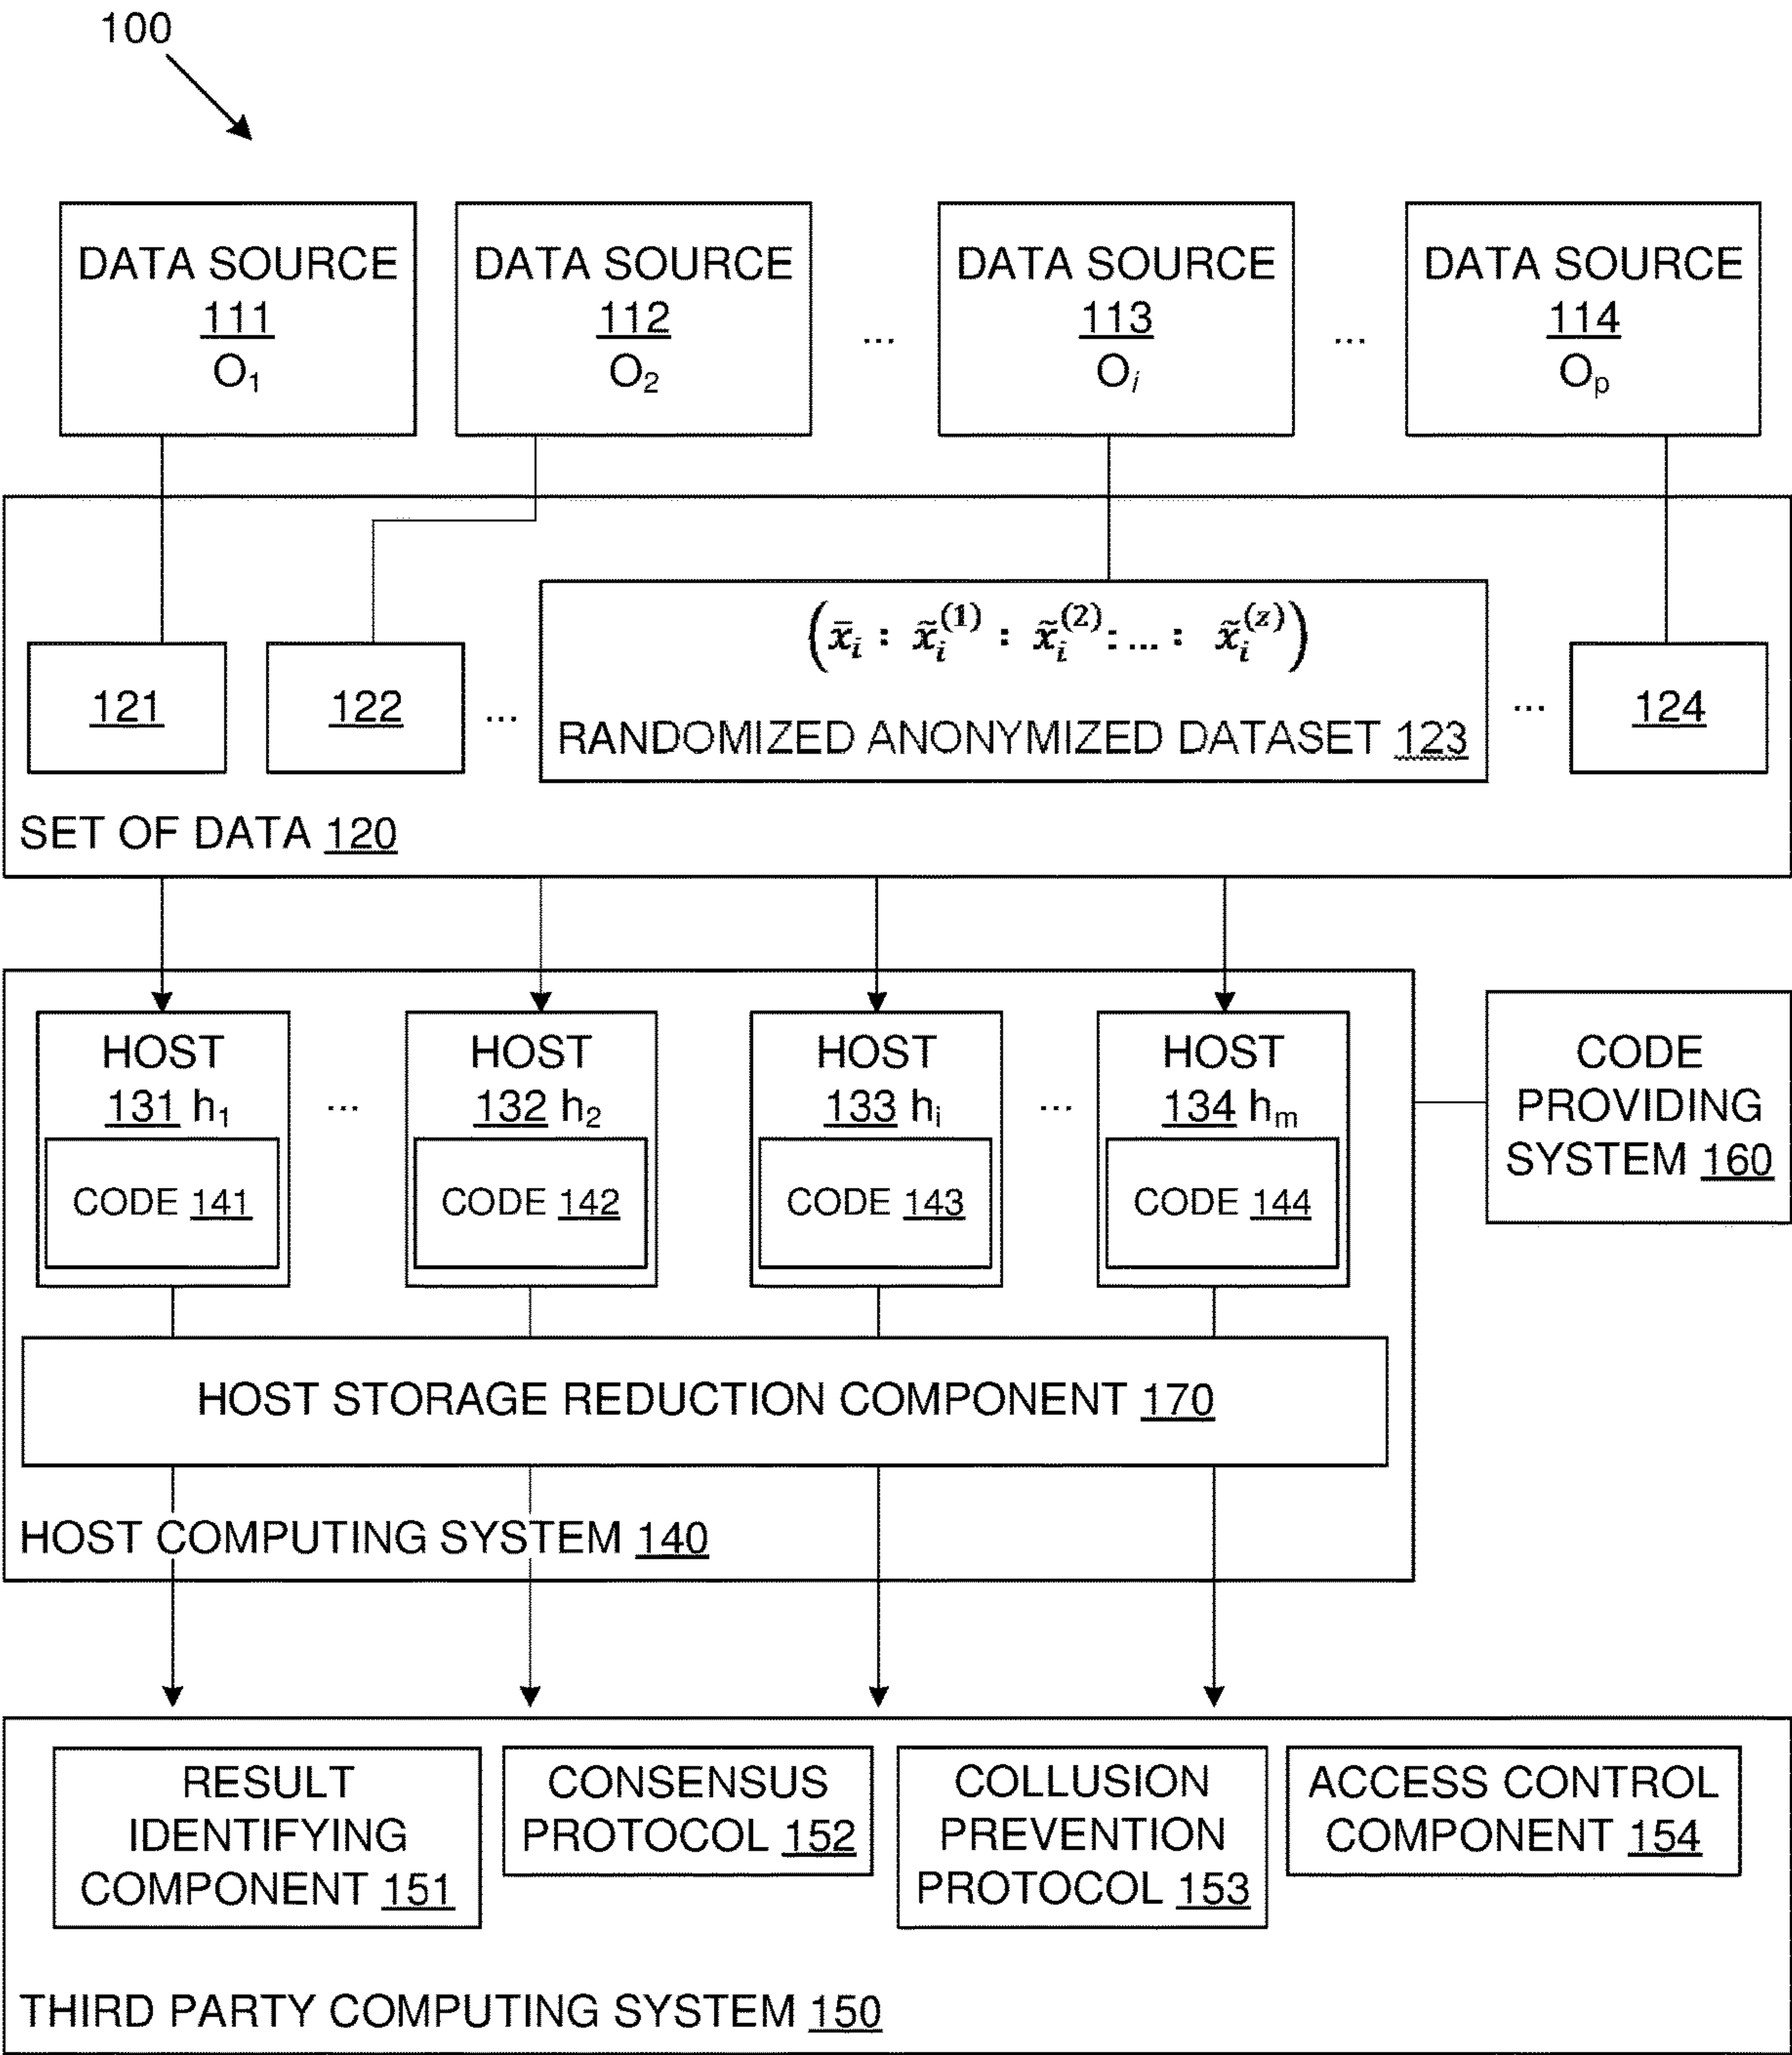 100
DATA SOURCE
111
O₁
DATA SOURCE
112
O₂
...
DATA SOURCE
113
Oᵢ
...
DATA SOURCE
114
Oₚ
(x̄ᵢ : x̃ᵢ⁽¹⁾ : x̃ᵢ⁽²⁾: ... : x̃ᵢ⁽ᶻ⁾)
121
122
...
RANDOMIZED ANONYMIZED DATASET 123
...
124
SET OF DATA 120
HOST
131 h₁
CODE 141
...
HOST
132 h₂
CODE 142
HOST
133 hᵢ
CODE 143
...
HOST
134 hₘ
CODE 144
CODE
PROVIDING
SYSTEM 160
HOST STORAGE REDUCTION COMPONENT 170
HOST COMPUTING SYSTEM 140
RESULT
IDENTIFYING
COMPONENT 151
CONSENSUS
PROTOCOL 152
COLLUSION
PREVENTION
PROTOCOL 153
ACCESS CONTROL
COMPONENT 154
THIRD PARTY COMPUTING SYSTEM 150